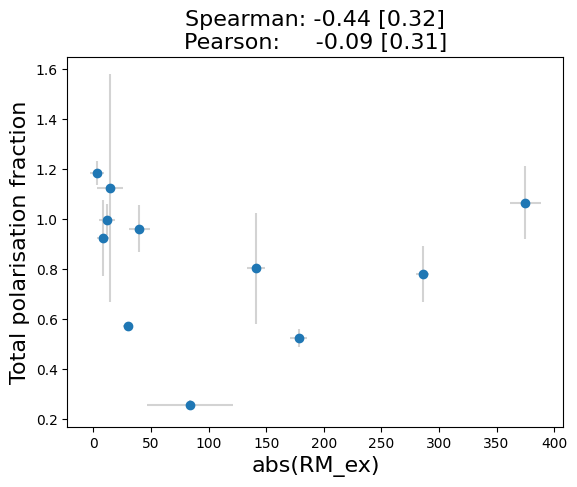 Spearman: -0.44 [0.32]
Pearson: -0.09 [0.31]
1.6
1.4
1.2
1.0
0.8
0.6
0.4
0.2
Total polarisation fraction
0 50 100 150 200 250 300 350 400
abs(RM_ex)